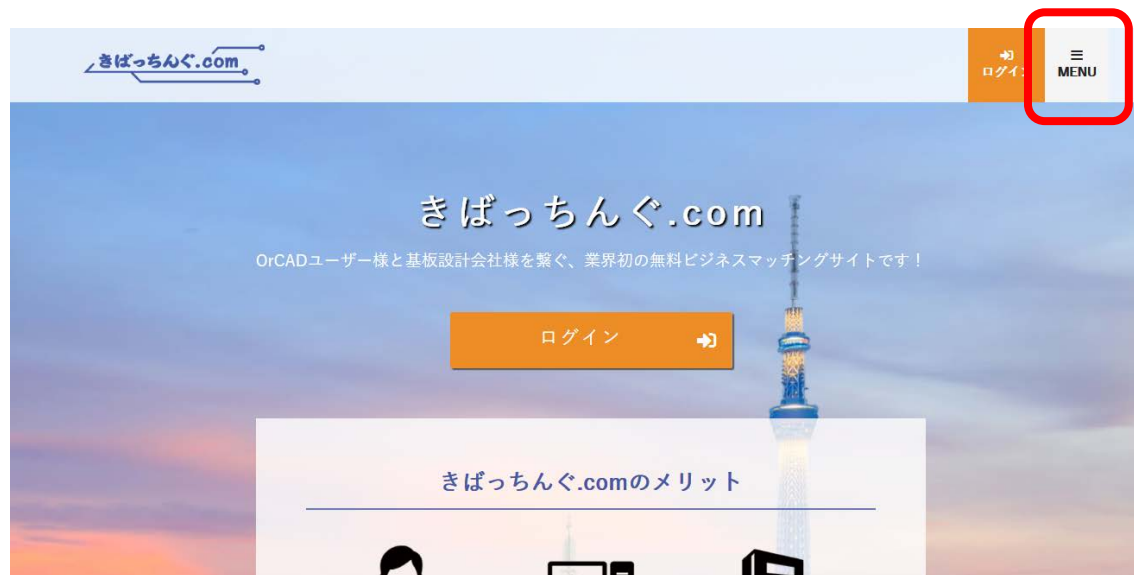 きばっちんぐ.com
ログイン
MENU
きばっちんぐ.com
OrCADユーザー様と基板設計会社様を繋ぐ、業界初の無料ビジネスマッチングサイトです！
ログイン
きばっちんぐ.comのメリット